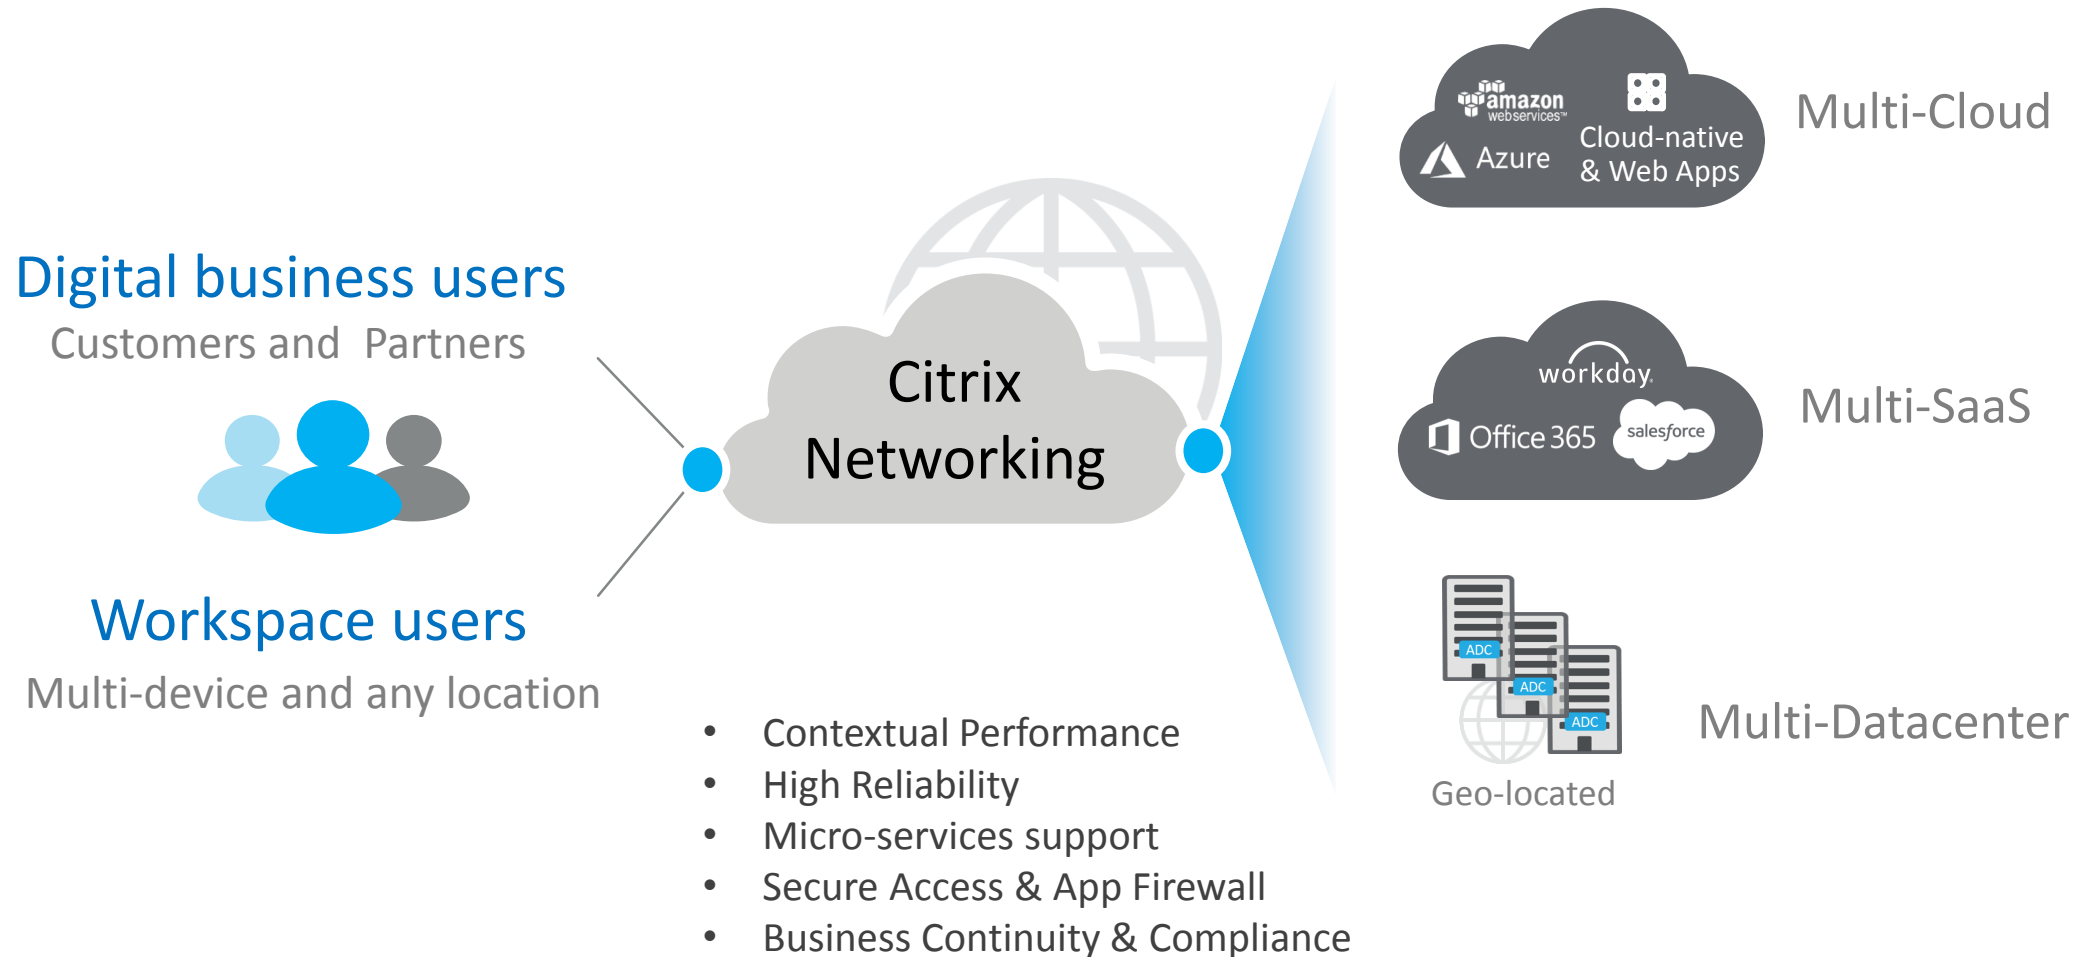 Digital business users
Customers and Partners
Workspace users
Multi-device and any location
Citrix
Networking
• Contextual Performance
• High Reliability
• Micro-services support
• Secure Access & App Firewall
• Business Continuity & Compliance
amazon
webservices™
Azure
Cloud-native
& Web Apps
Multi-Cloud
workday.
Office 365
salesforce
Multi-SaaS
ADC
ADC
ADC
Geo-located
Multi-Datacenter